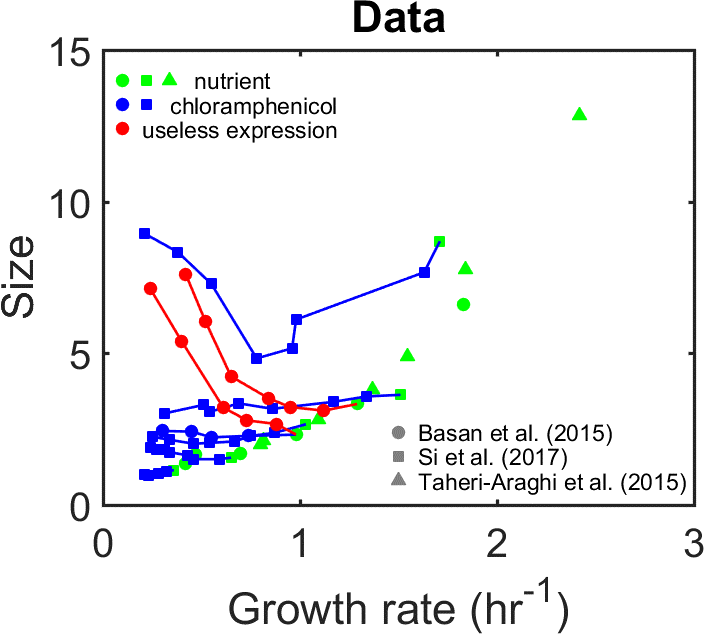 Data
15
nutrient
chloramphenicol
useless expression
10
Size
5
Basan et al. (2015)
Si et al. (2017)
Taheri-Araghi et al. (2015)
0
0 1 2 3
Growth rate (hr-1)